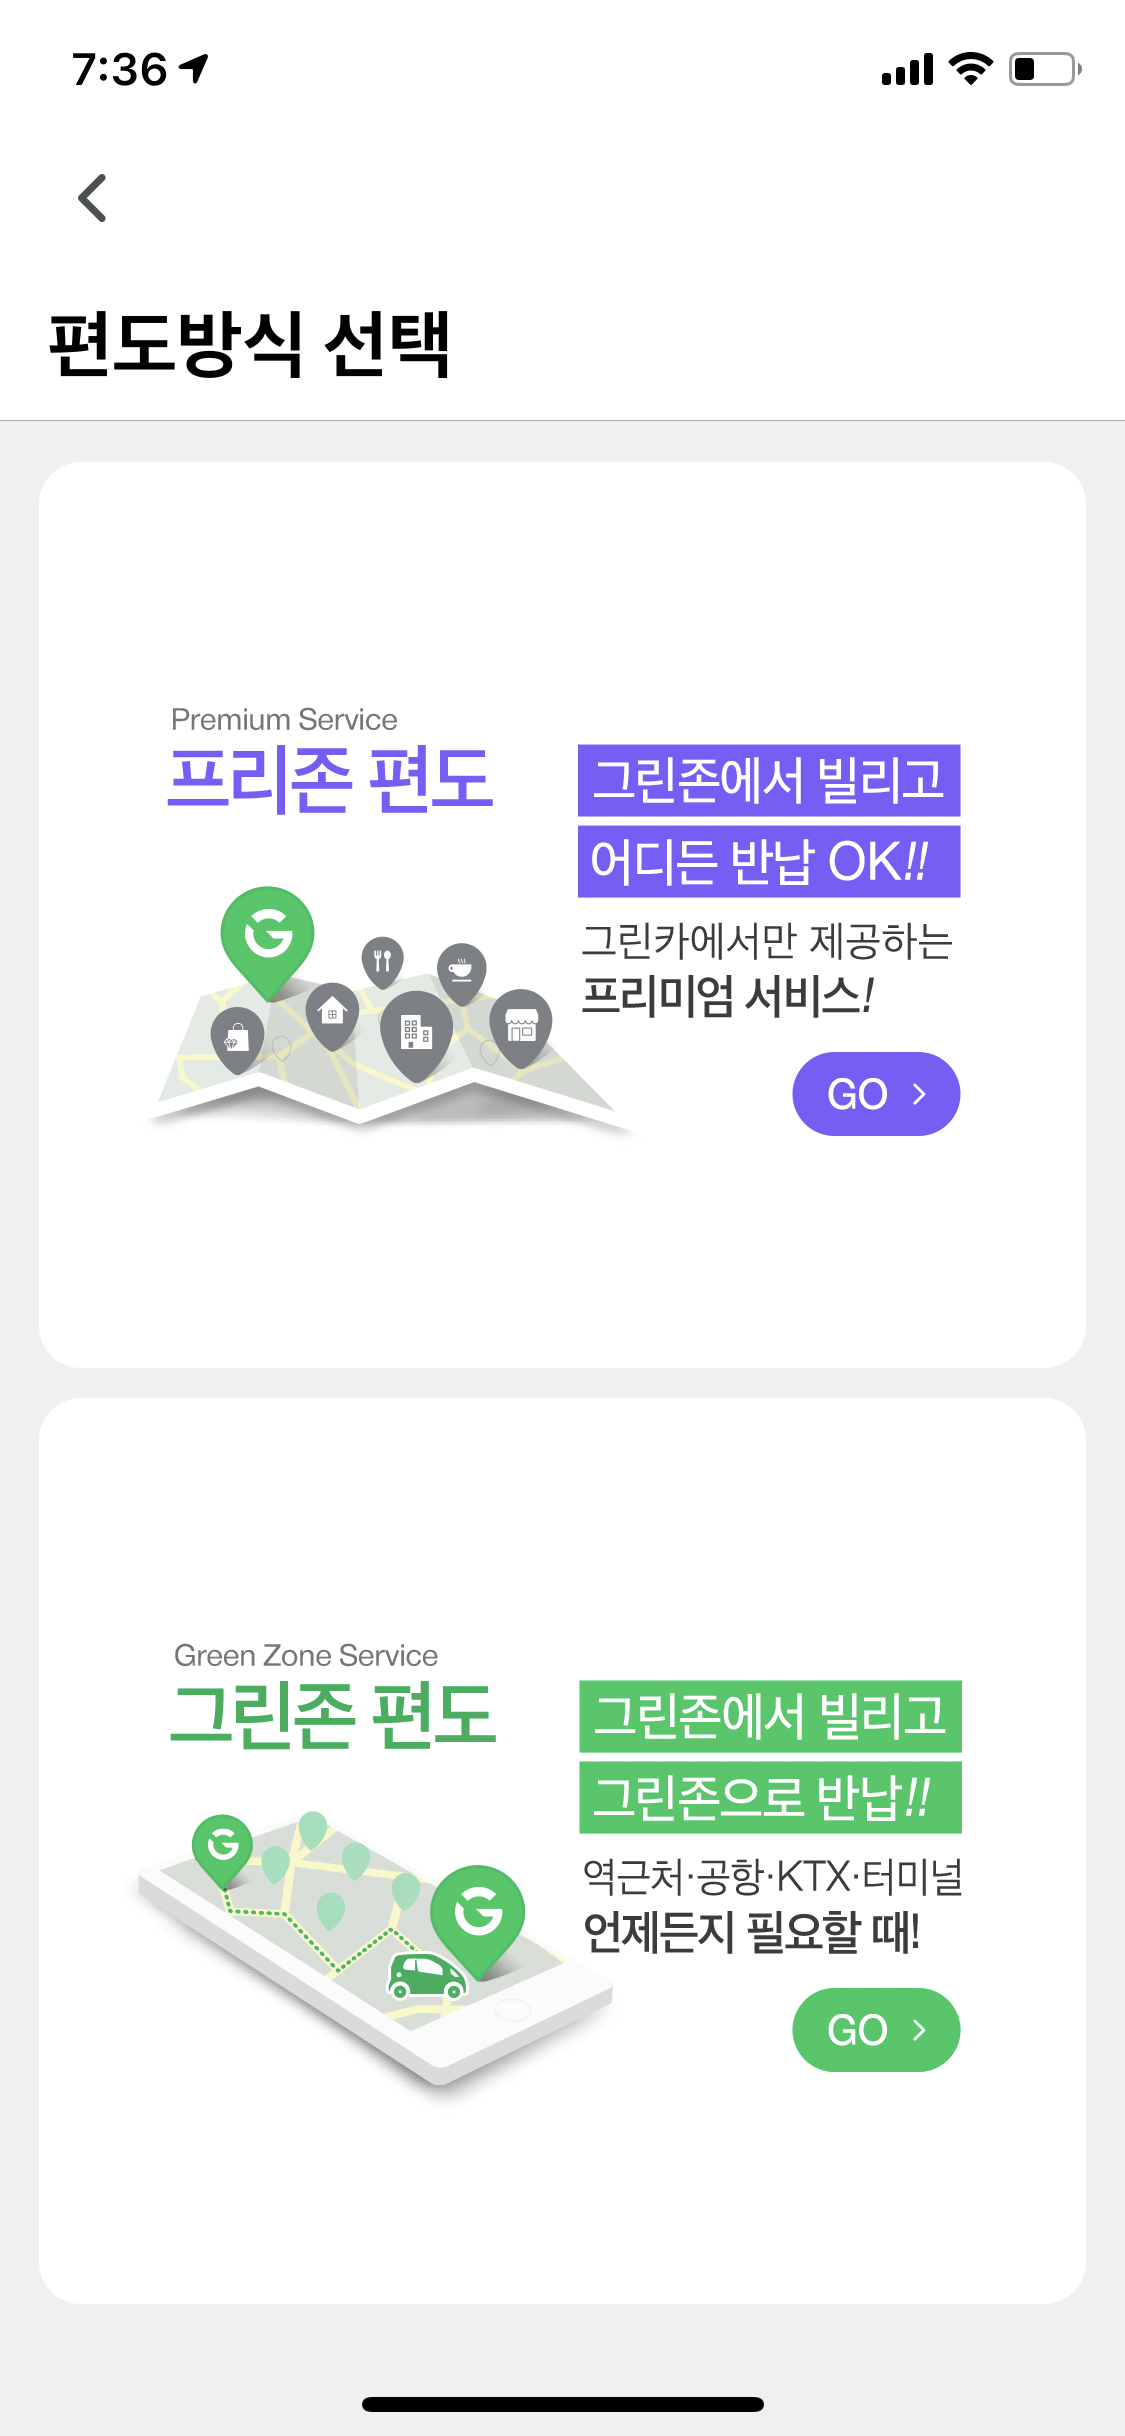 7:36
편도방식 선택
Premium Service
프리존 편도
그린존에서 빌리고
어디든 반납 OK!!
그린카에서만 제공하는
프리미엄 서비스!
GO
Green Zone Service
그린존 편도
그린존에서 빌리고
그린존으로 반납!!
역근처·공항·KTX·터미널
언제든지 필요할 때!
GO